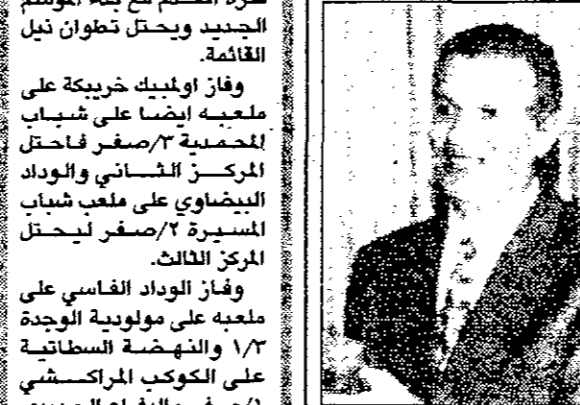 الجديد ويحتل تطوان ذيل
القائمة.
وفاز اولمبيك خريبكة على
ملعبه ايضا على شباب
المحمدية ٣/صفر فاحتل
المركز الثاني والوداد
البيضاوي على ملعب شباب
المسيرة ٢/صفر ليحتل
المركز الثالث.
وفاز الوداد الفاسي على
ملعبه على مولودية الوجدة
١/٣ والنهضة السطاتية
على الكوكب المراكشي